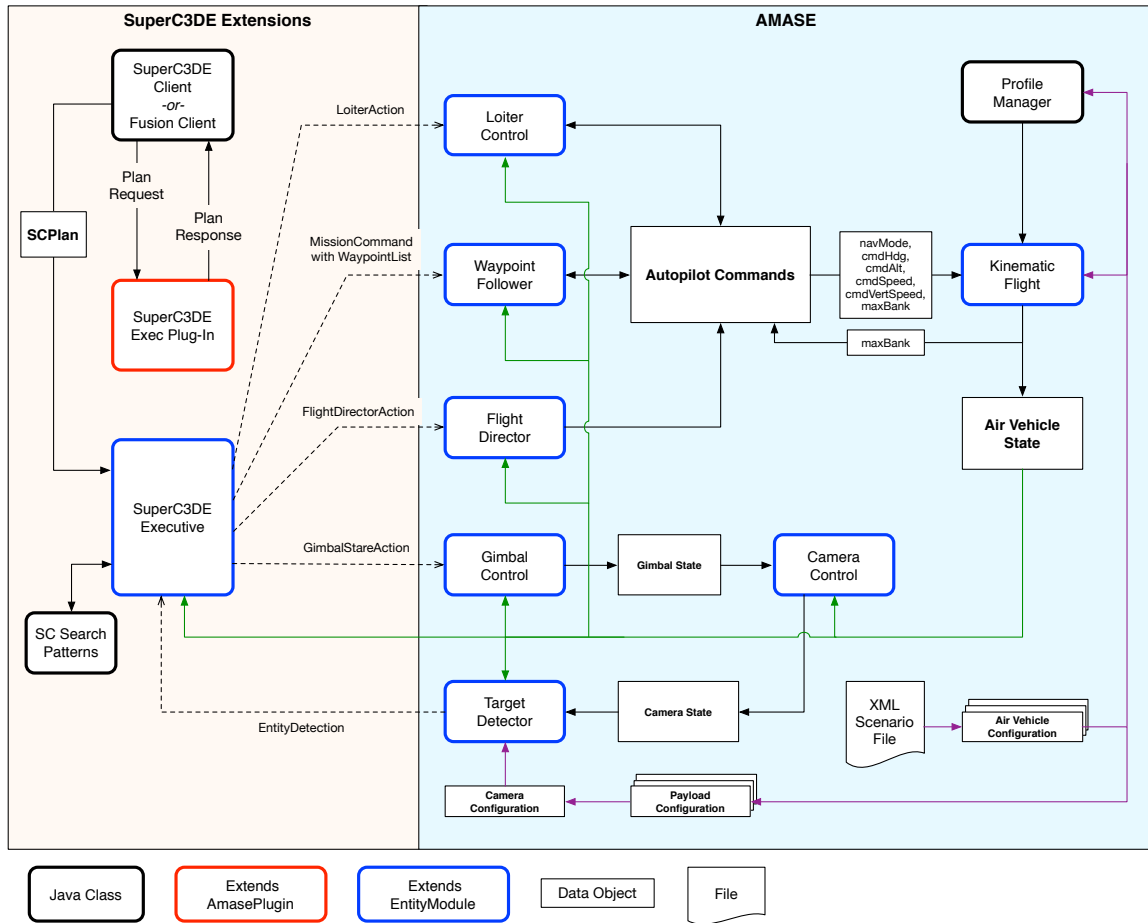 SuperC3DE Extensions
AMASE
SuperC3DE
Client
-or-
Fusion Client
Plan
Request
Plan
Response
SCPlan
SuperC3DE
Exec Plug-In
SuperC3DE
Executive
SC Search
Patterns
LoiterAction
MissionCommand
with WaypointList
FlightDirectorAction
GimbalStareAction
EntityDetection
Loiter
Control
Waypoint
Follower
Flight
Director
Gimbal
Control
Target
Detector
Autopilot Commands
navMode,
cmdHdg,
cmdAlt,
cmdSpeed,
cmdVertSpeed,
maxBank
maxBank
Profile
Manager
Kinematic
Flight
Air Vehicle
State
Gimbal State
Camera
Control
Camera State
XML
Scenario
File
Air Vehicle
Configuration
Camera
Configuration
Payload
Configuration
Java Class
Extends
AmasePlugin
Extends
EntityModule
Data Object
File